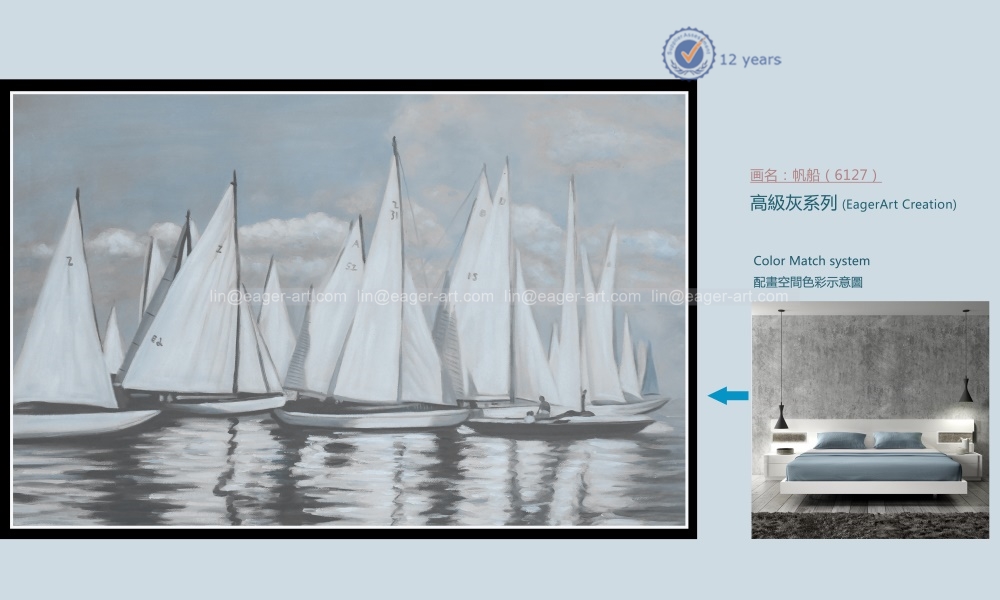 12 years
画名：帆船（6127）
高級灰系列 (EagerArt Creation)
Color Match system
配畫空間色彩示意圖
lin@eager-art.com lin@eager-art.com lin@eager-art.com lin@eager-art.com